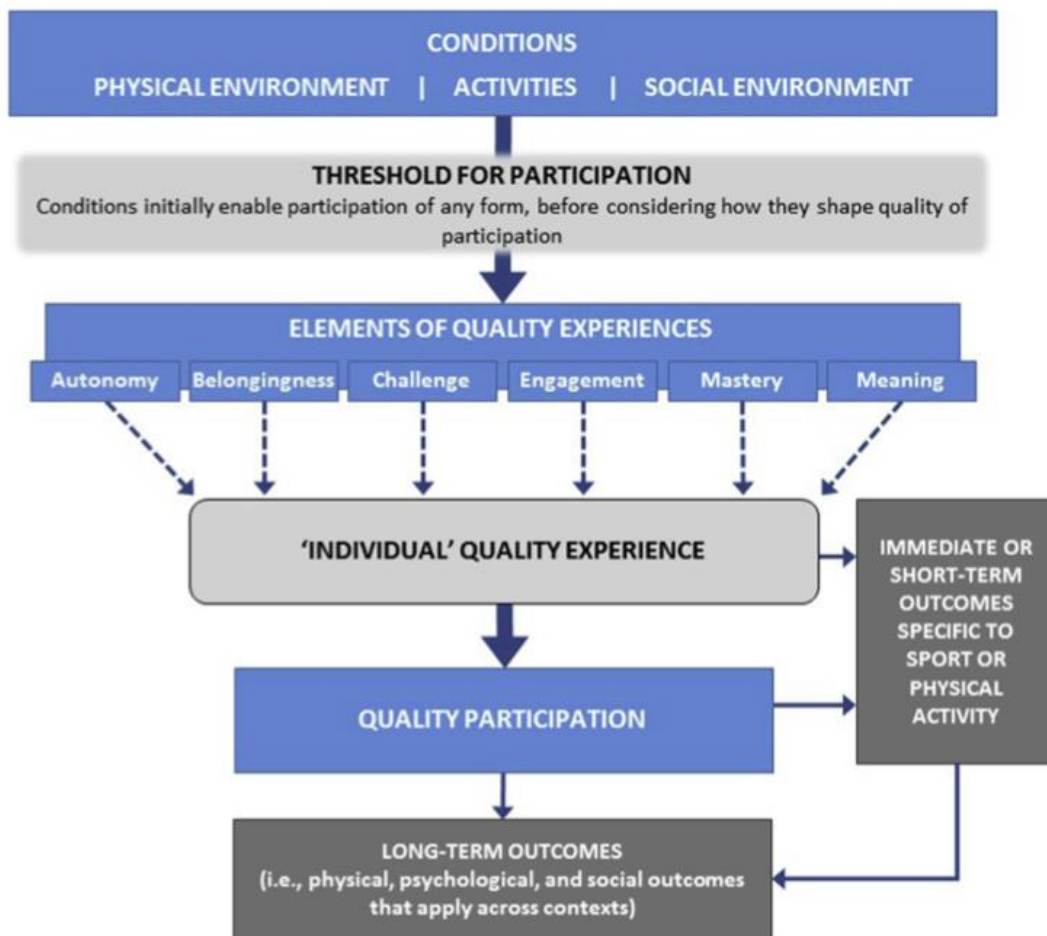 CONDITIONS
PHYSICAL ENVIRONMENT | ACTIVITIES | SOCIAL ENVIRONMENT
THRESHOLD FOR PARTICIPATION
Conditions initially enable participation of any form, before considering how they shape quality of
participation
ELEMENTS OF QUALITY EXPERIENCES
Autonomy Belongingness Challenge Engagement Mastery Meaning
‘INDIVIDUAL’ QUALITY EXPERIENCE
IMMEDIATE OR
SHORT-TERM
OUTCOMES
SPECIFIC TO
SPORT OR
PHYSICAL
ACTIVITY
QUALITY PARTICIPATION
LONG-TERM OUTCOMES
(i.e., physical, psychological, and social outcomes
that apply across contexts)